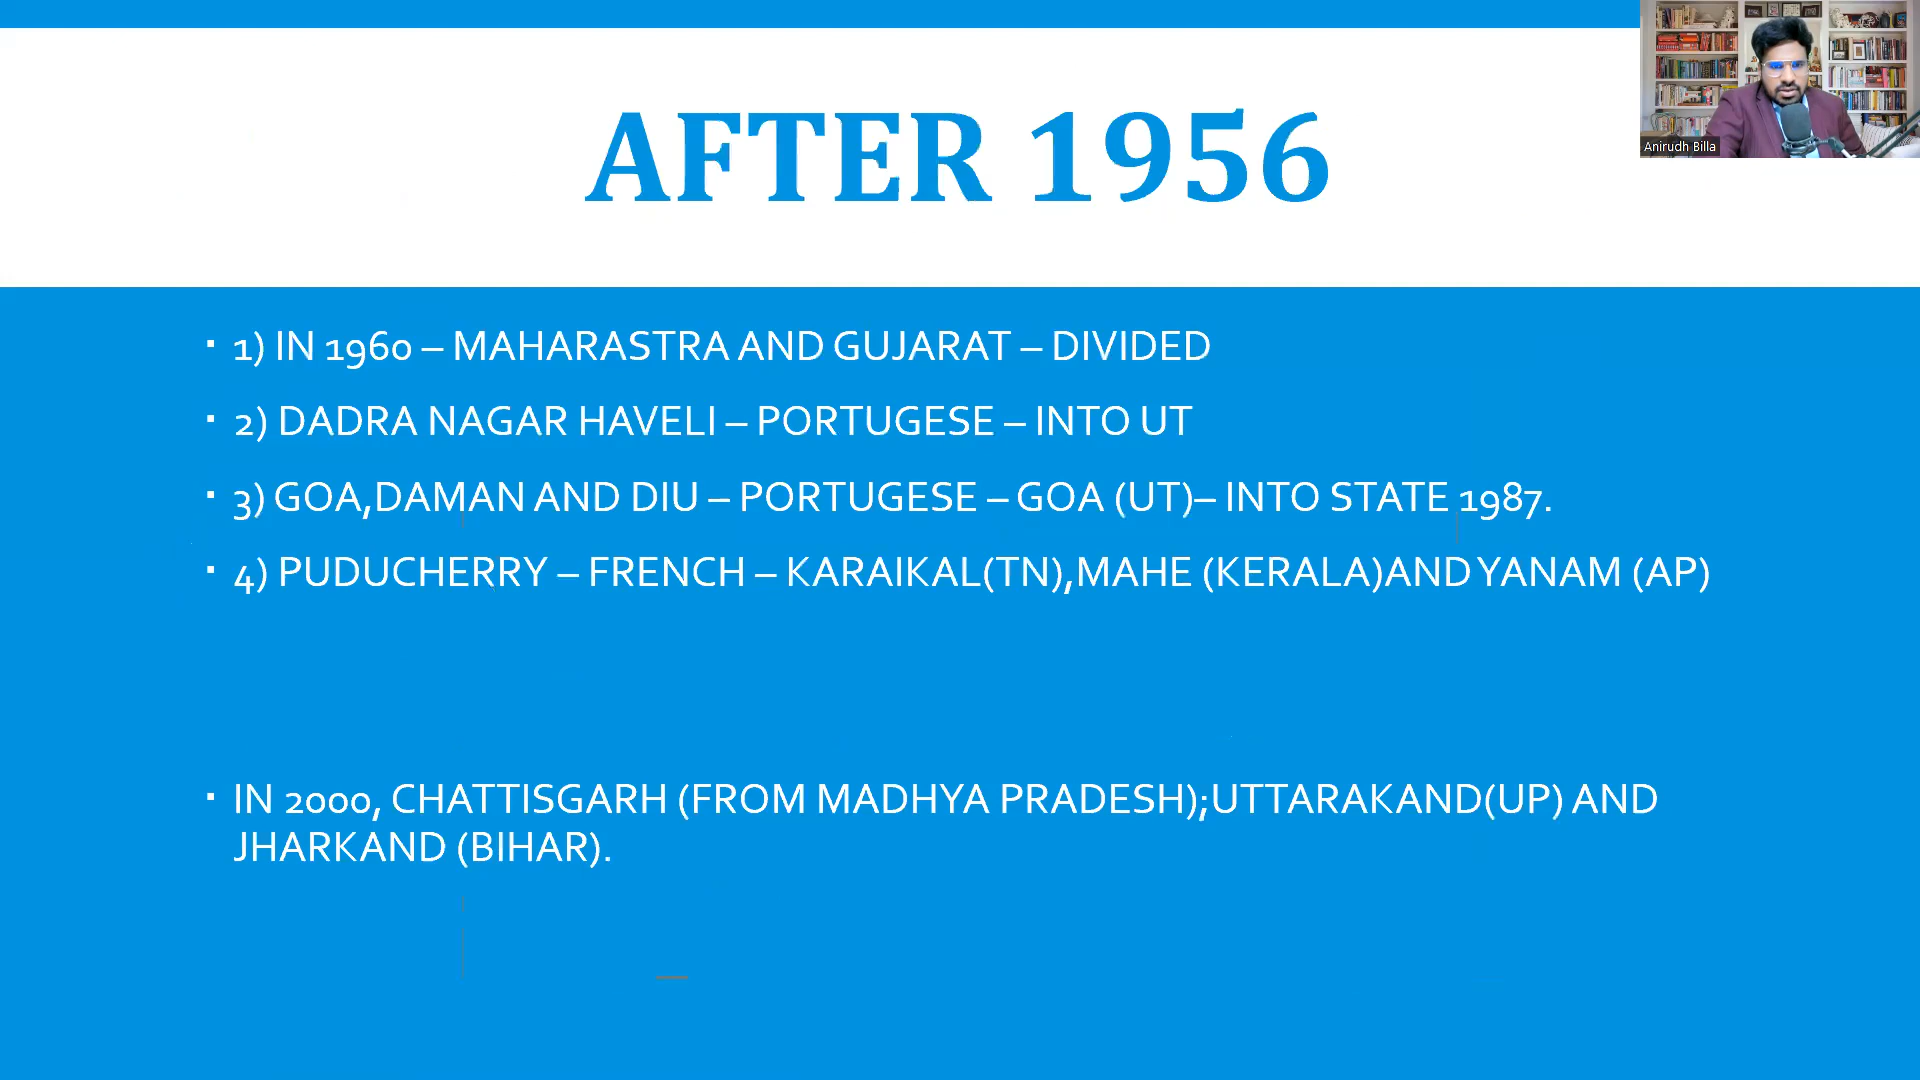 AFTER 1956
Anirudh Billa
▪ 1) IN 1960 – MAHARASTRA AND GUJARAT – DIVIDED
▪ 2) DADRA NAGAR HAVELI – PORTUGESE – INTO UT
▪ 3) GOA,DAMAN AND DIU – PORTUGESE – GOA (UT)– INTO STATE 1987.
▪ 4) PUDUCHERRY – FRENCH – KARAIKAL(TN),MAHE (KERALA)AND YANAM (AP)
▪ IN 2000, CHATTISGARH (FROM MADHYA PRADESH);UTTARAKAND(UP) AND
JHARKAND (BIHAR).